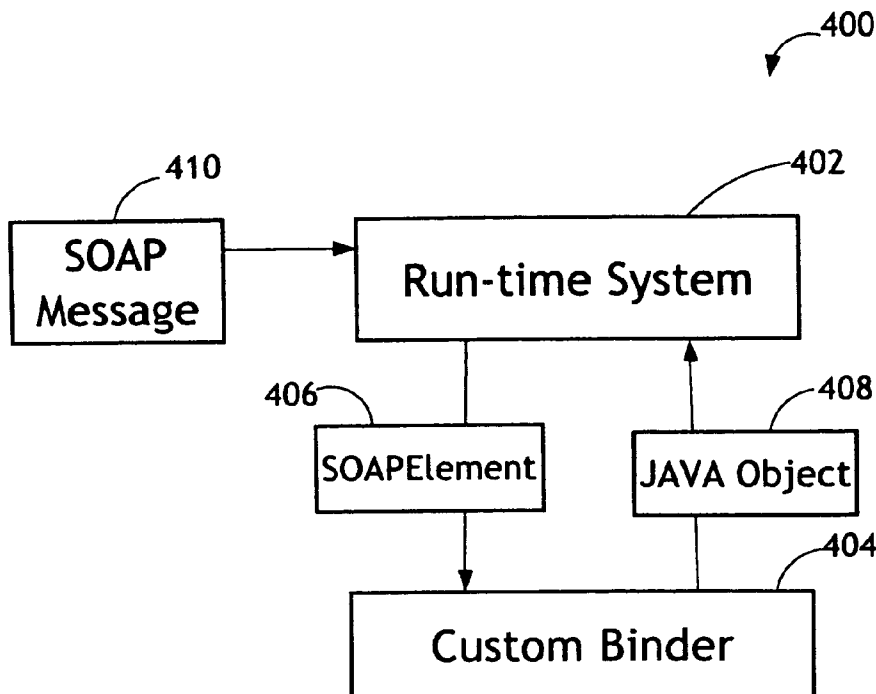 400
410
402
SOAP
Message
Run-time System
406
408
SOAPElement
JAVA Object
404
Custom Binder